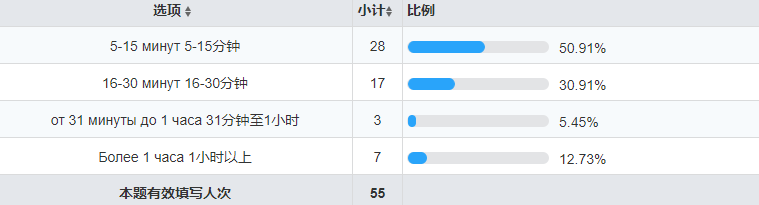 选项 小计 比例
5-15 минут 5-15分钟 28 50.91%
16-30 минут 16-30分钟 17 30.91%
от 31 минуты до 1 часа 31分钟至1小时 3 5.45%
Более 1 часа 1小时以上 7 12.73%
本题有效填写人次 55